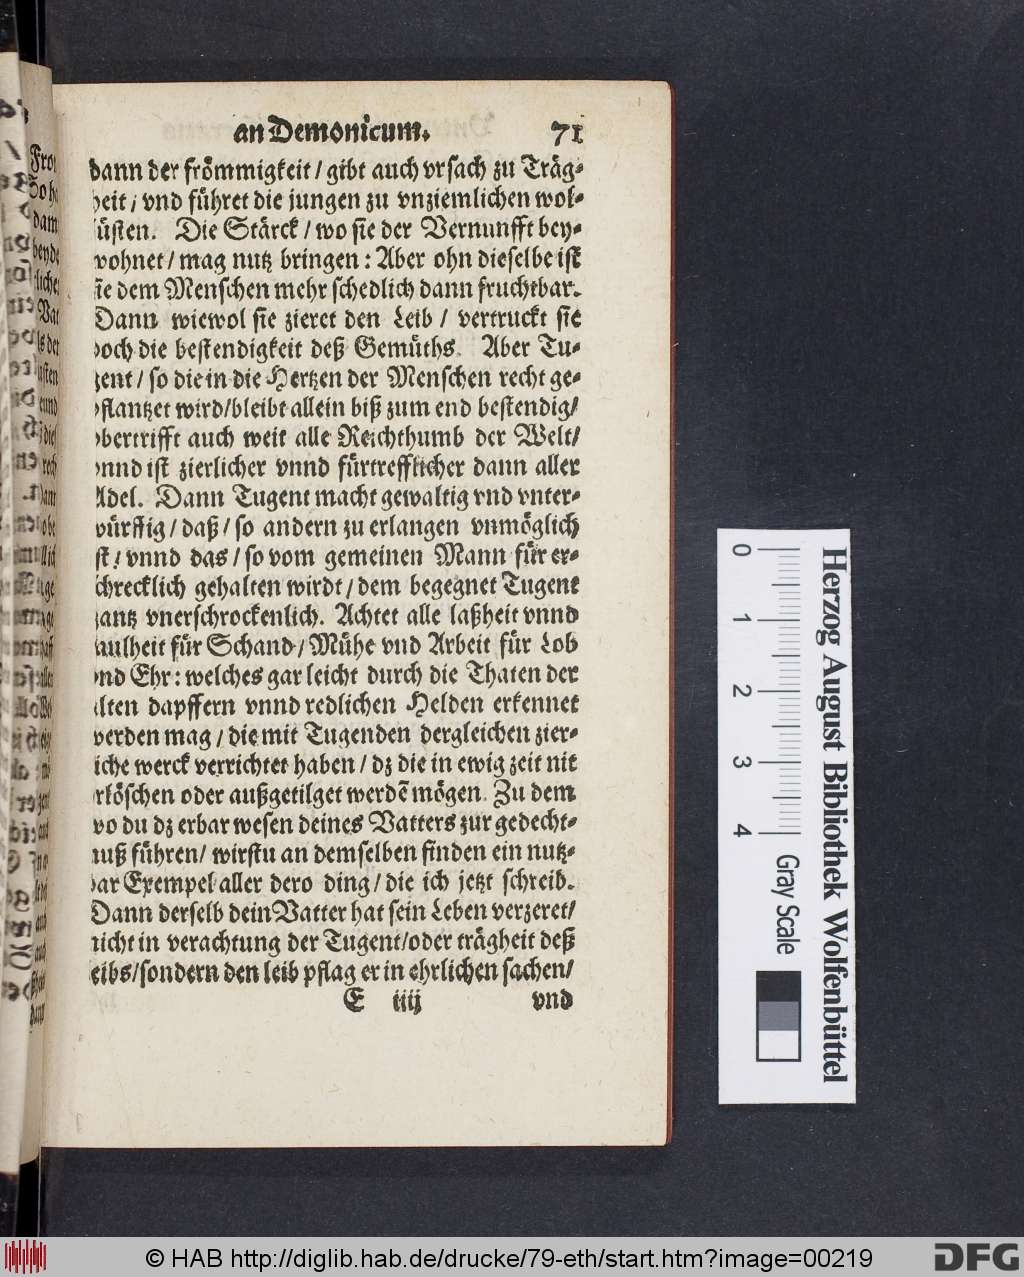 an Demonicum. 71
dann der frömmigkeit / gibt auch vrsach zu Träg-
heit / vnd führet die jungen zu vnziemlichen wol-
üsten. Die Stärck / wo sie der Vernunfft bey-
wohnet / mag nutz bringen: Aber ohn dieselbe ist
sie dem Menschen mehr schedlich dann fruchtbar.
Dann wiewol sie zieret den Leib / vertruckt sie
doch die bestendigkeit deß Gemüths. Aber Tu-
gent / so die in die Hertzen der Menschen recht ge-
pflantzet wird/bleibt allein biß zum end bestendig/
vbertrifft auch weit alle Reichthumb der Welt/
vnnd ist zierlicher vnnd fürtrefflicher dann aller
Adel. Dann Tugent macht gewaltig vnd vnter-
würffig / daß / so andern zu erlangen vnmöglich
ist / vnnd das / so vom gemeinen Mann für er-
schrecklich gehalten wirdt / dem begegnet Tugent
gantz vnerschrockenlich. Achtet alle laßheit vnnd
aulheit für Schand / Mühe vnd Arbeit für Lob
vnd Ehr: welches gar leicht durch die Thaten der
alten dapffern vnnd redlichen Helden erkennet
werden mag / die mit Tugenden dergleichen zier-
liche werck verrichtet haben / dz die in ewig zeit nit
erlöschen oder außgetilget werdē mögen. Zu dem
wo du dz erbar wesen deines Vatters zur gedecht-
nuß führen / wirstu an demselben finden ein nutz-
bar Exempel aller dero ding / die ich jetzt schreib.
Dann derselb dein Vatter hat sein Leben verzeret/
nicht in verachtung der Tugent/oder trägheit deß
Leibs/sondern den leib pflag er in ehrlichen sachen/
E iiij vnd
0 1 2 3 4
Gray Scale
Herzog August Bibliothek Wolfenbüttel
© HAB http://diglib.hab.de/drucke/79-eth/start.htm?image=00219
DFG